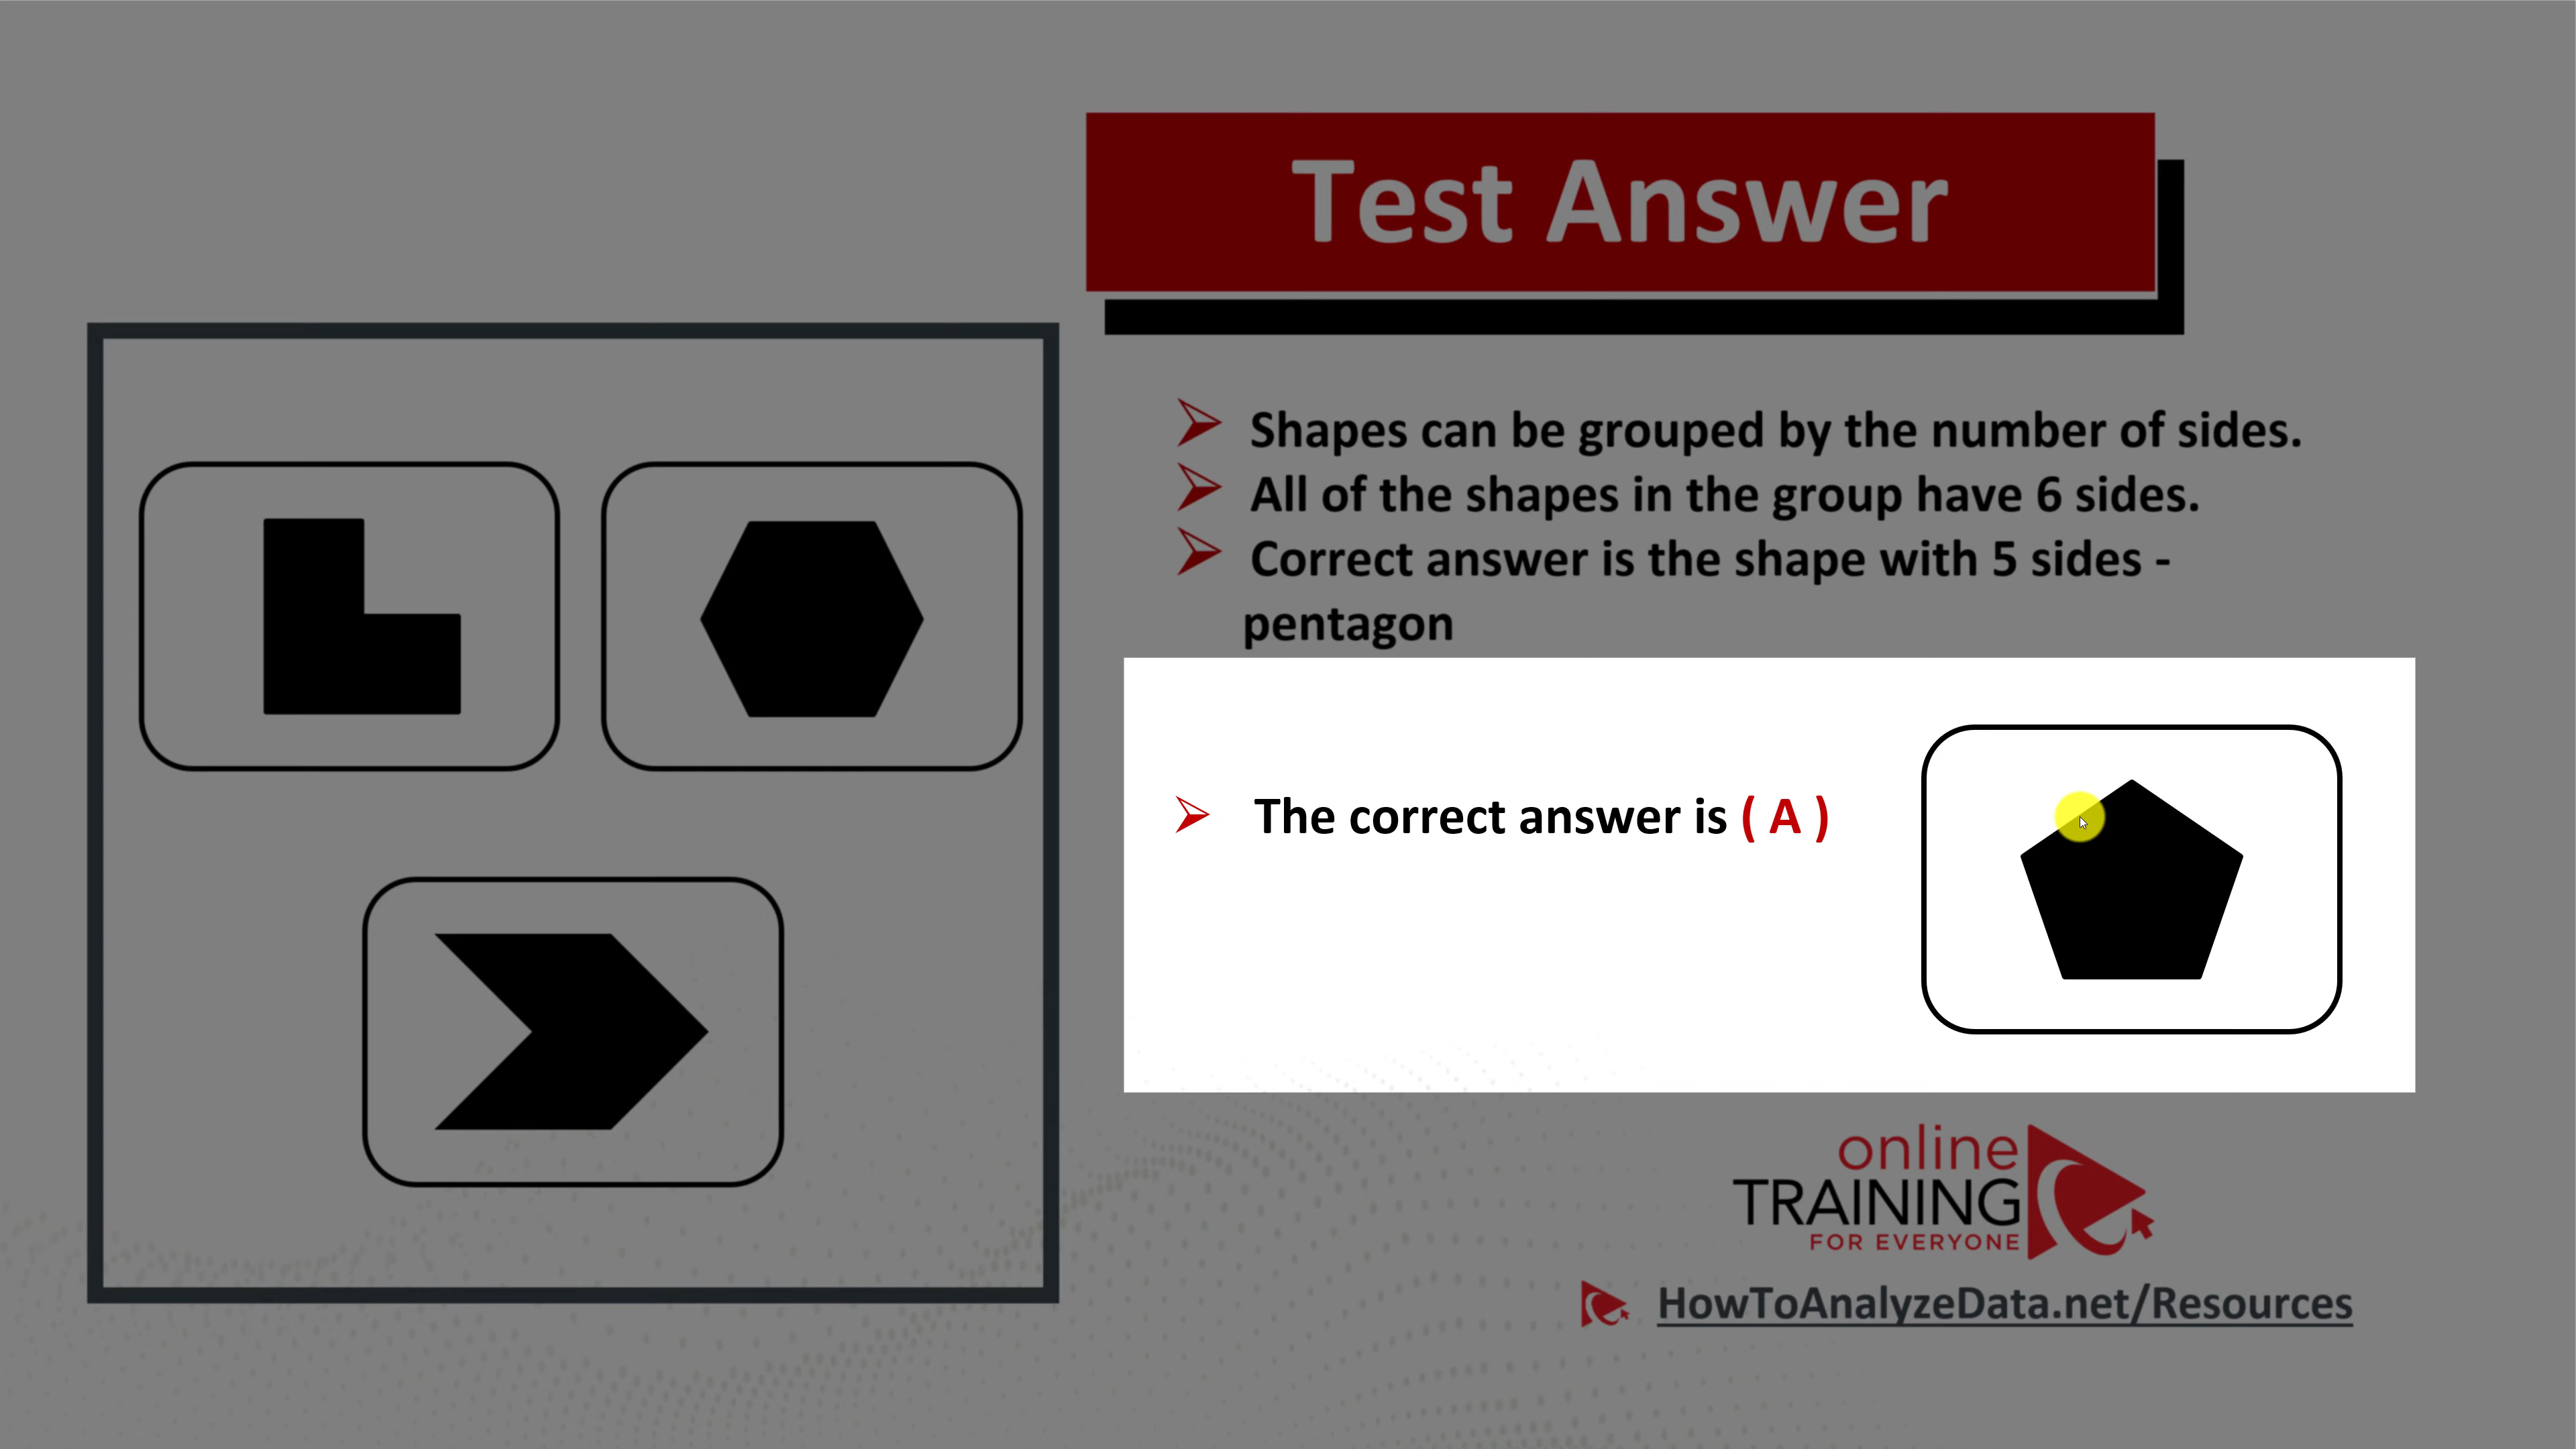 Test Answer
Shapes can be grouped by the number of sides.
All of the shapes in the group have 6 sides.
Correct answer is the shape with 5 sides -
pentagon
The correct answer is ( A )
online
TRAINING
FOR EVERYONE
HowToAnalyzeData.net/Resources